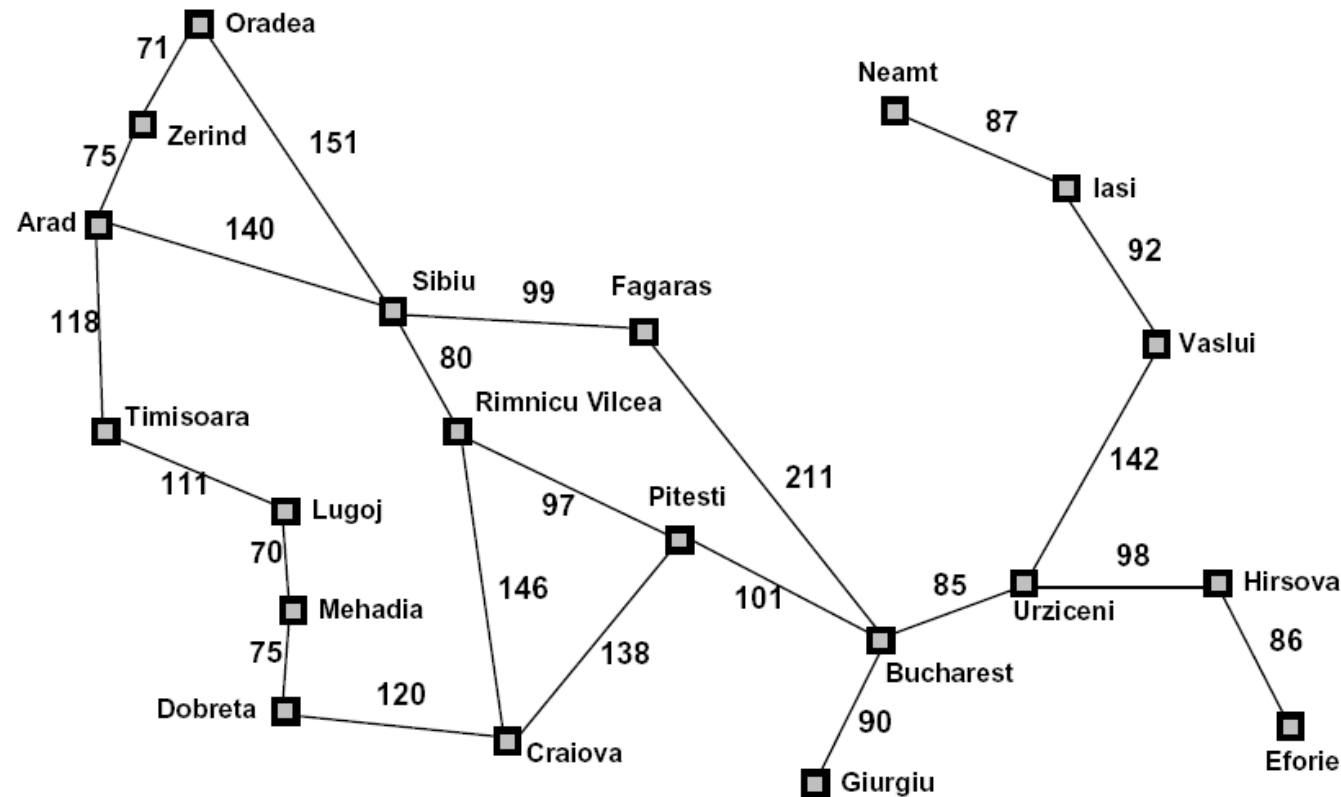 Oradea
71
Neamt
87
Zerind
151
75
Iasi
Arad
140
92
Sibiu
99
Fagaras
118
Vaslui
80
Rimnicu Vilcea
Timisoara
142
211
111
Lugoj
97
Pitesti
70
98
146
85
Hirsova
101
Mehadia
Urziceni
75
138
86
Bucharest
120
Dobreta
90
Craiova
Eforie
Giurgiu